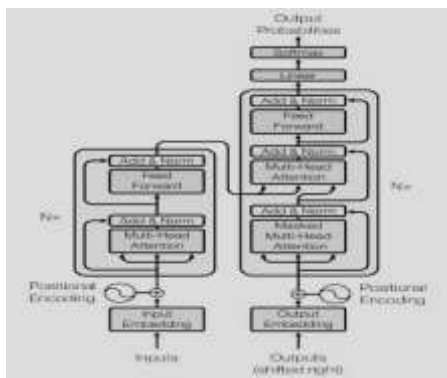 Output
Probabilities
Softmax
Linear
Add & Norm
Feed
Forward
Add & Norm
Multi-Head
Attention
Add & Norm
Masked
Multi-Head
Attention
N×
Add & Norm
Feed
Forward
Add & Norm
Multi-Head
Attention
N×
Positional
Encoding
Positional
Encoding
Input
Embedding
Output
Embedding
Inputs
Outputs
(shifted right)